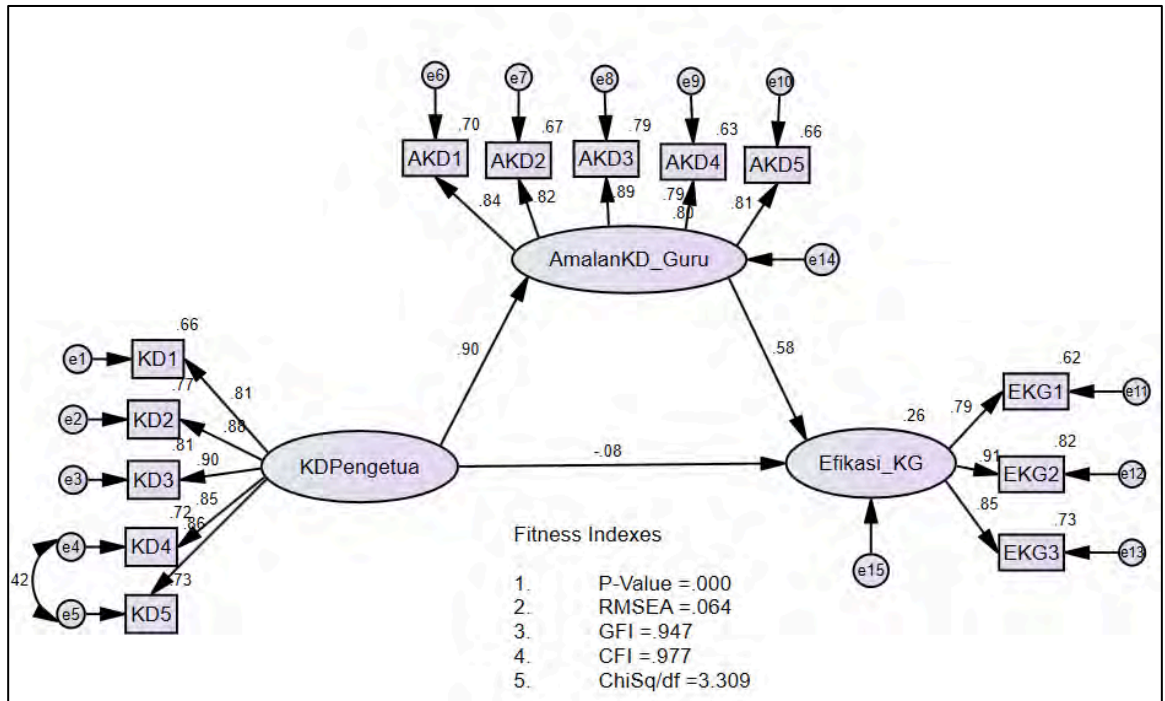 e6
e7
e8
e9
e10
.70
.67
.79
.63
.66
AKD1
AKD2
AKD3
AKD4
AKD5
.84
.82
.89
.79
.80
.81
AmalanKD_Guru
e14
.90
.58
.66
e1
KD1
.77
.81
e2
KD2
.88
.81
e3
KD3
.90
KDPengetua
-.08
.85
.72
.86
e4
KD4
42
.73
e5
KD5
.62
EKG1
e11
.26
.79
Efikasi_KG
.82
.91
EKG2
e12
.85
.73
EKG3
e13
e15
Fitness Indexes
1. P-Value =.000
2. RMSEA =.064
3. GFI =.947
4. CFI =.977
5. ChiSq/df =3.309